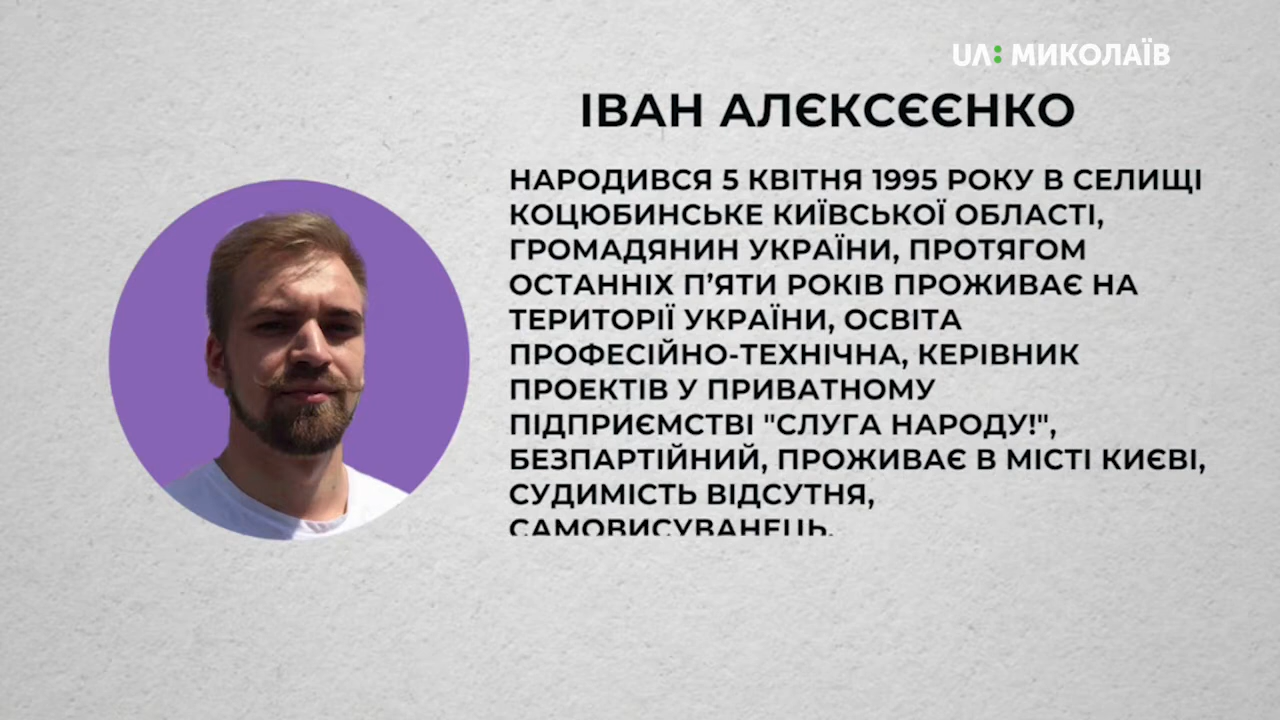 UA: МИКОЛАЇВ
ІВАН АЛЄКСЄЄНКО
НАРОДИВСЯ 5 КВІТНЯ 1995 РОКУ В СЕЛИЩІ
КОЦЮБИНСЬКЕ КИЇВСЬКОЇ ОБЛАСТІ,
ГРОМАДЯНИН УКРАЇНИ, ПРОТЯГОМ
ОСТАННІХ П’ЯТИ РОКІВ ПРОЖИВАЄ НА
ТЕРИТОРІЇ УКРАЇНИ, ОСВІТА
ПРОФЕСІЙНО-ТЕХНІЧНА, КЕРІВНИК
ПРОЕКТІВ У ПРИВАТНОМУ
ПІДПРИЄМСТВІ "СЛУГА НАРОДУ!",
БЕЗПАРТІЙНИЙ, ПРОЖИВАЄ В МІСТІ КИЄВІ,
СУДИМІСТЬ ВІДСУТНЯ,
САМОВИСУВАНЕЦЬ.